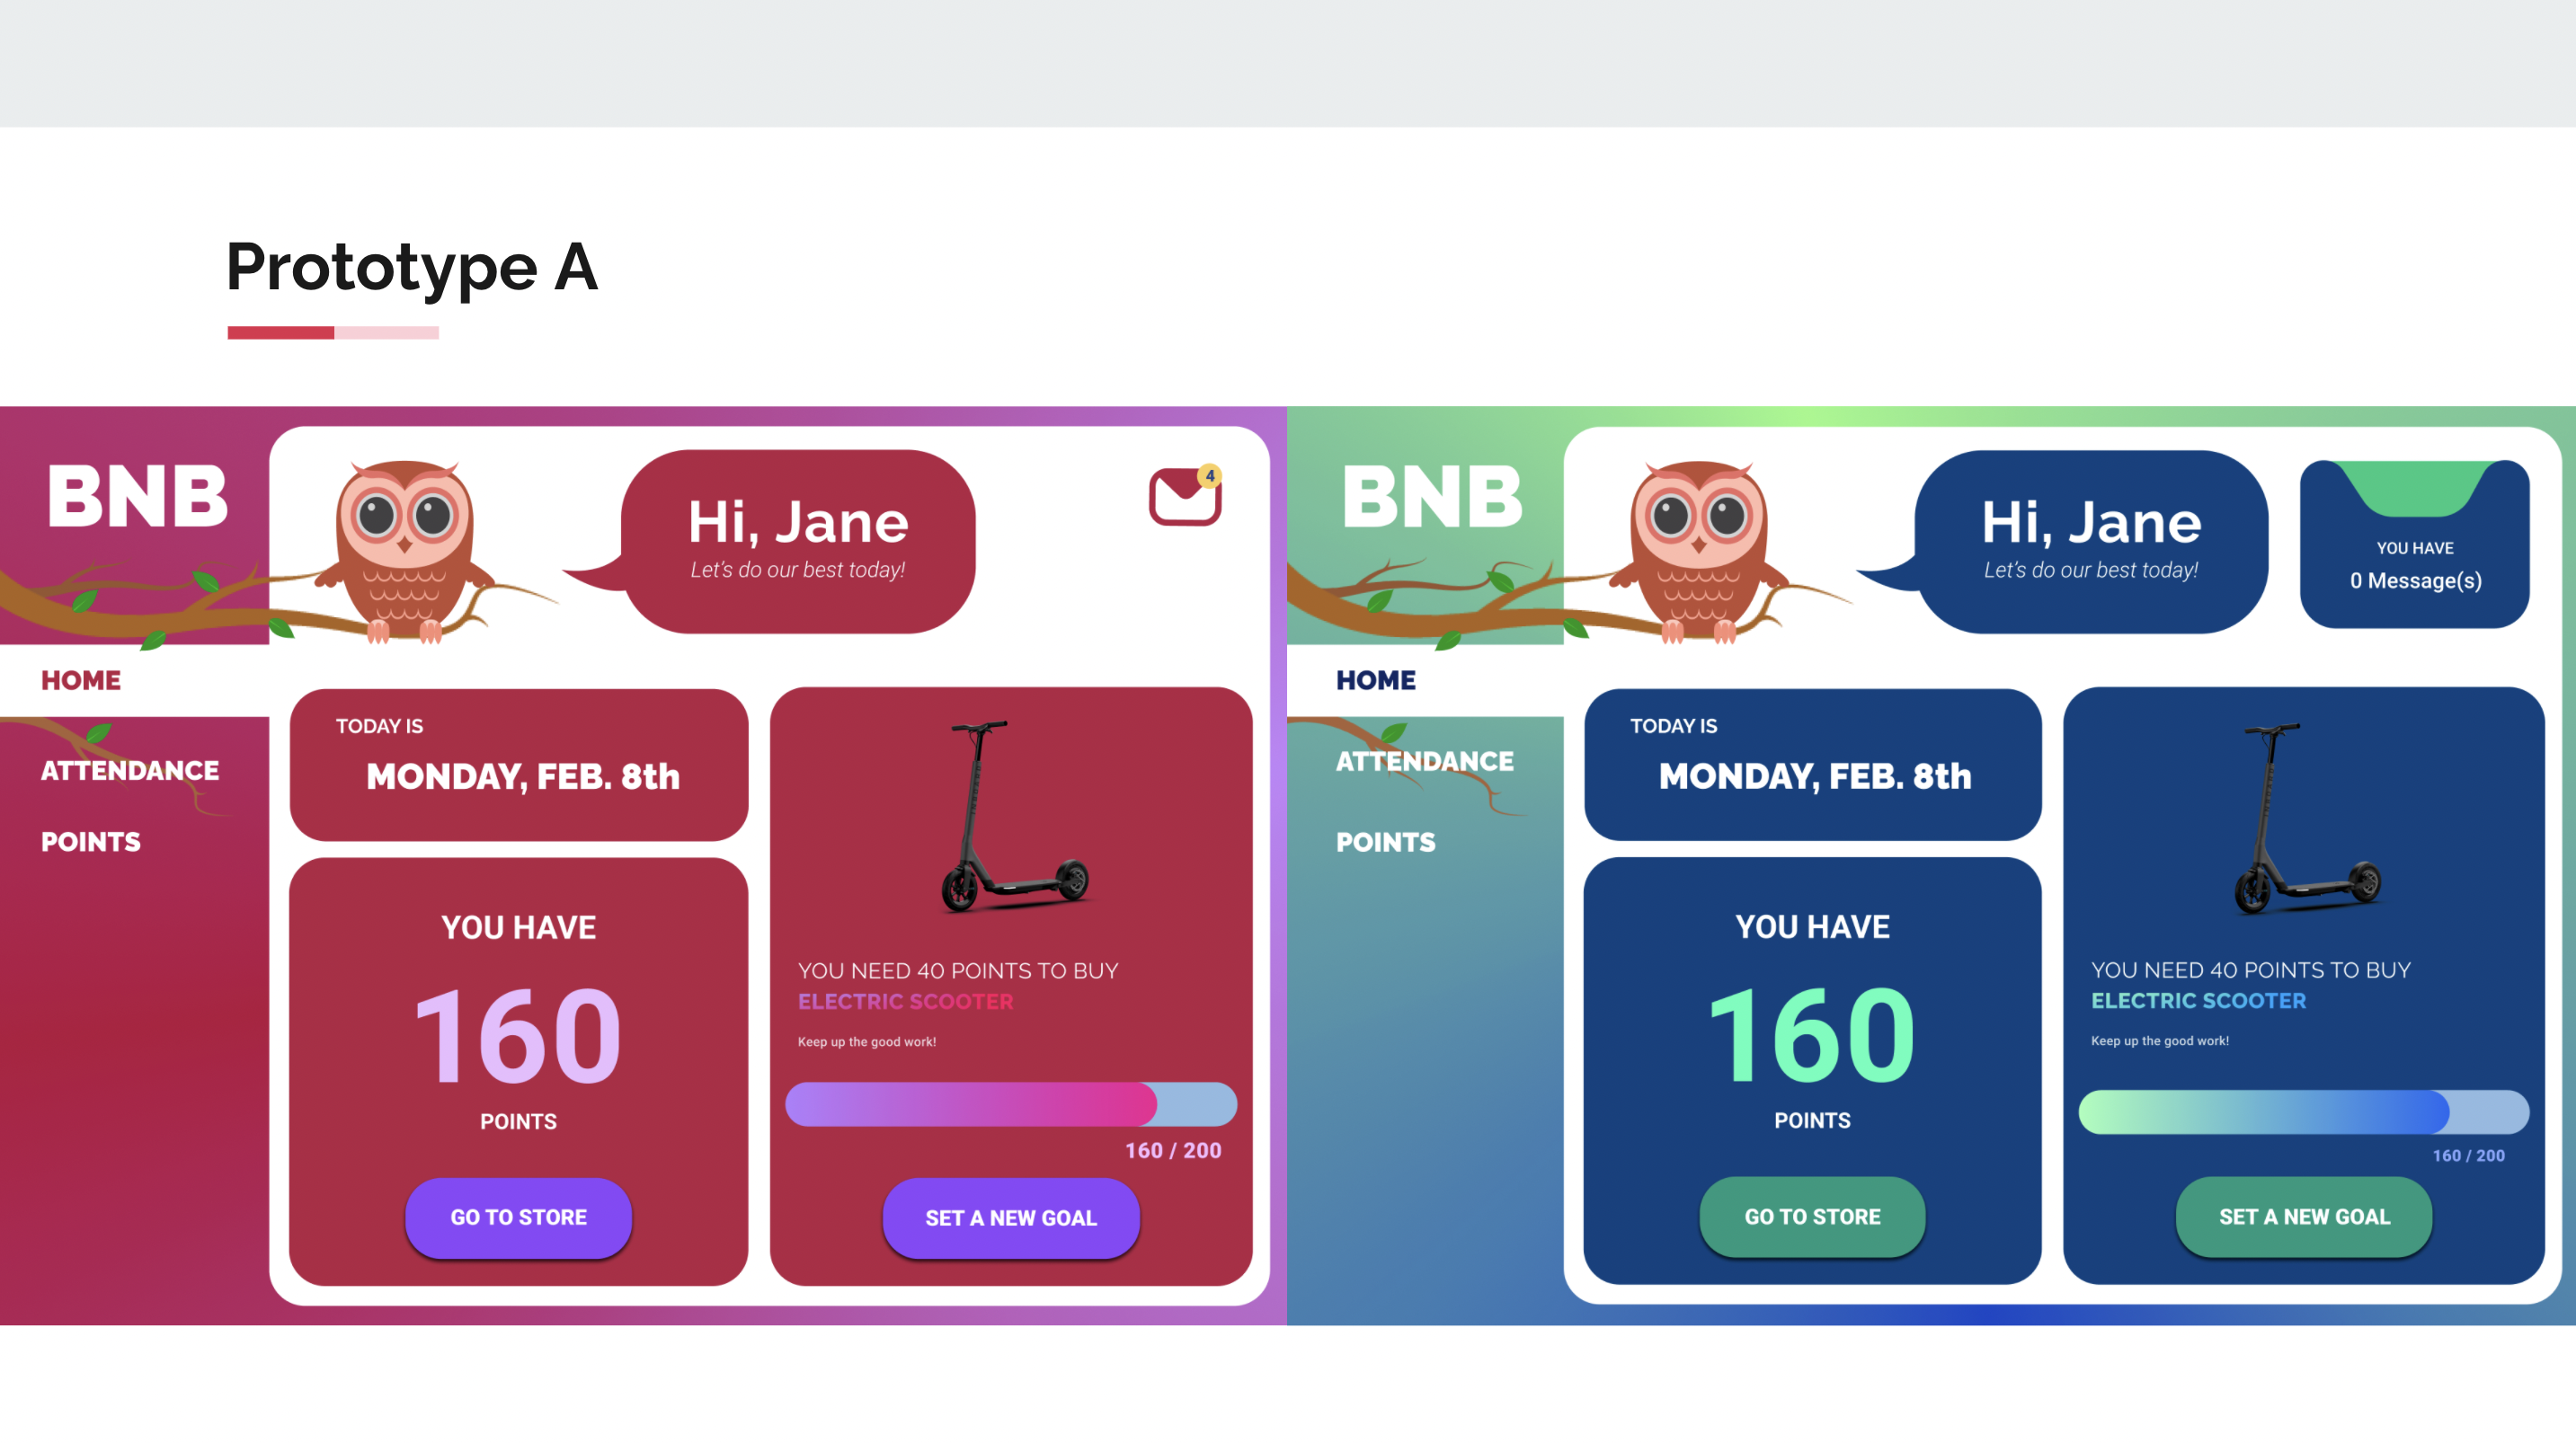 Prototype A
BNB
Hi, Jane
Let's do our best today!
4
HOME
ATTENDANCE
POINTS
TODAY IS
MONDAY, FEB. 8th
YOU HAVE
160
POINTS
GO TO STORE
YOU NEED 40 POINTS TO BUY
ELECTRIC SCOOTER
Keep up the good work!
160 / 200
SET A NEW GOAL
BNB
Hi, Jane
Let's do our best today!
YOU HAVE
0 Message(s)
HOME
ATTENDANCE
POINTS
TODAY IS
MONDAY, FEB. 8th
YOU HAVE
160
POINTS
GO TO STORE
YOU NEED 40 POINTS TO BUY
ELECTRIC SCOOTER
Keep up the good work!
160 / 200
SET A NEW GOAL